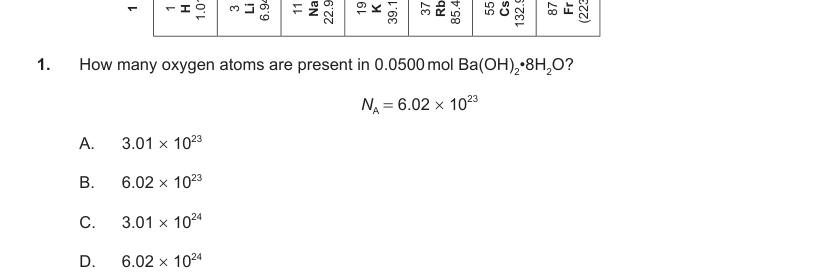 1
1 H 1.01
3 Li 6.94
11 Na 22.9
19 K 39.1
37 Rb 85.4
55 Cs 132.9
87 Fr (223
1. How many oxygen atoms are present in 0.0500 mol Ba(OH)₂•8H₂O?
N_A = 6.02 × 10²³
A. 3.01 × 10²³
B. 6.02 × 10²³
C. 3.01 × 10²⁴
D. 6.02 × 10²⁴